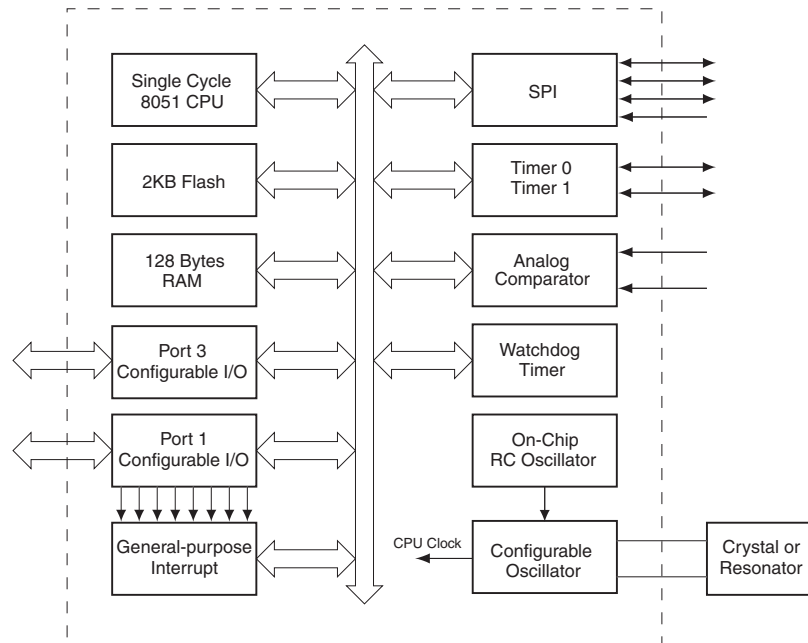 Single Cycle
8051 CPU
SPI
2KB Flash
Timer 0
Timer 1
128 Bytes
RAM
Analog
Comparator
Port 3
Configurable I/O
Watchdog
Timer
Port 1
Configurable I/O
On-Chip
RC Oscillator
General-purpose
Interrupt
CPU Clock
Configurable
Oscillator
Crystal or
Resonator